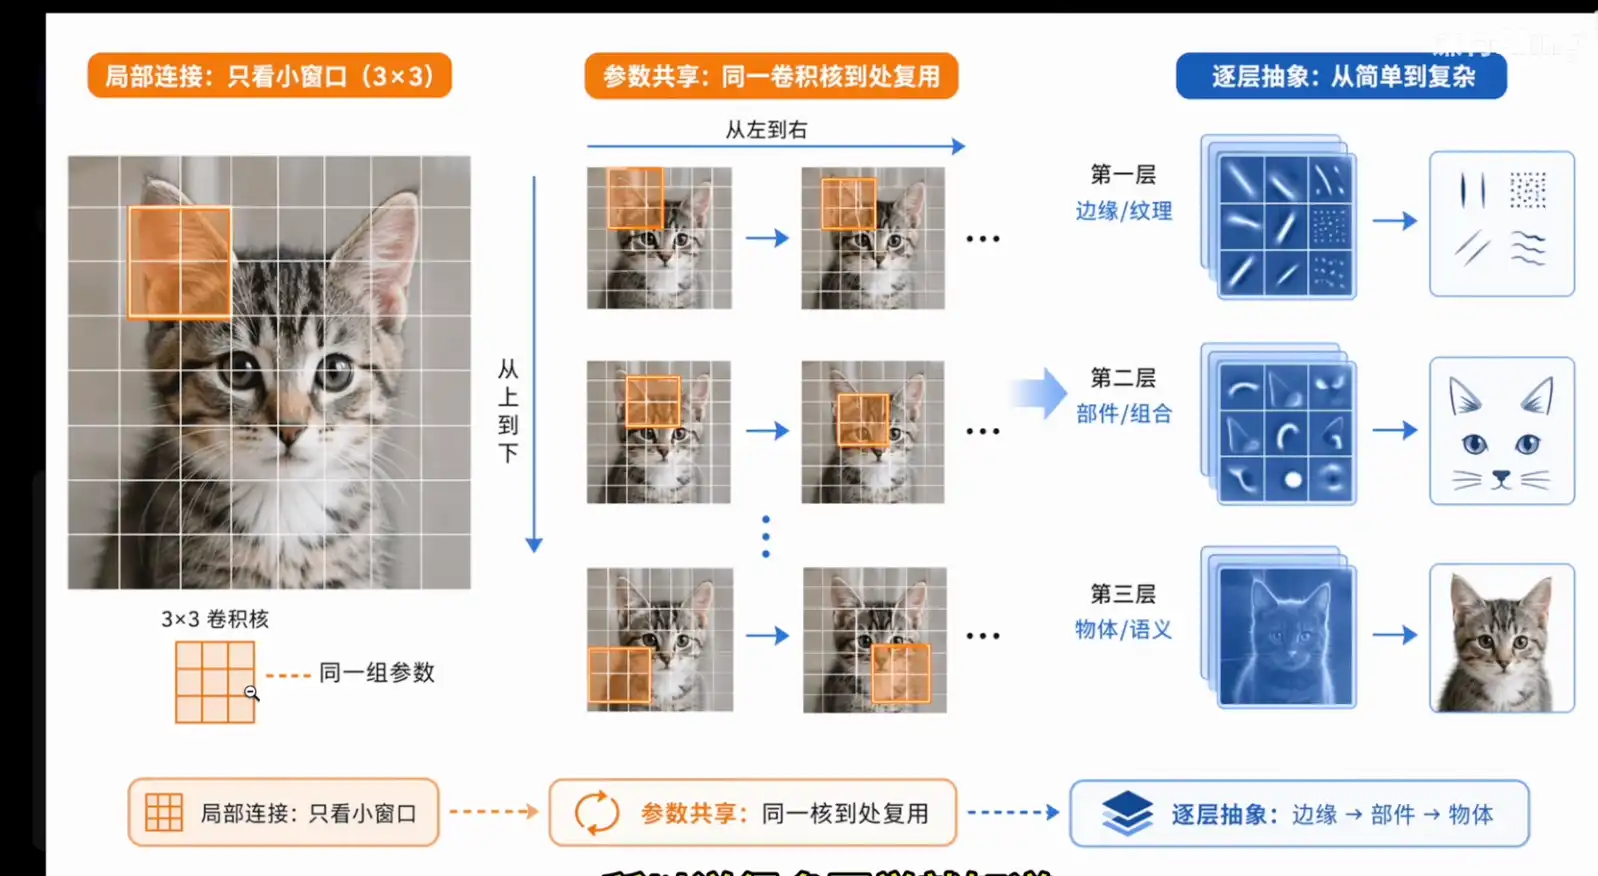 局部连接：只看小窗口（3×3）
参数共享：同一卷积核到处复用
逐层抽象：从简单到复杂
从左到右
从上到下
第一层
边缘/纹理
第二层
部件/组合
第三层
物体/语义
3×3 卷积核
同一组参数
局部连接：只看小窗口
参数共享：同一核到处复用
逐层抽象：边缘 → 部件 → 物体